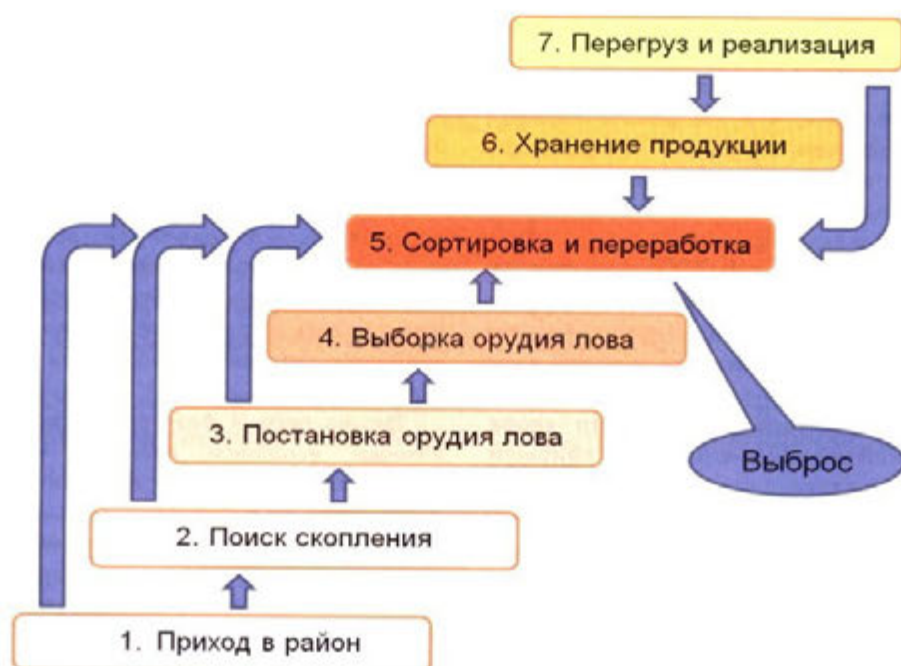 7. Перегруз и реализация
6. Хранение продукции
5. Сортировка и переработка
4. Выборка орудия лова
3. Постановка орудия лова
Выброс
2. Поиск скопления
1. Приход в район